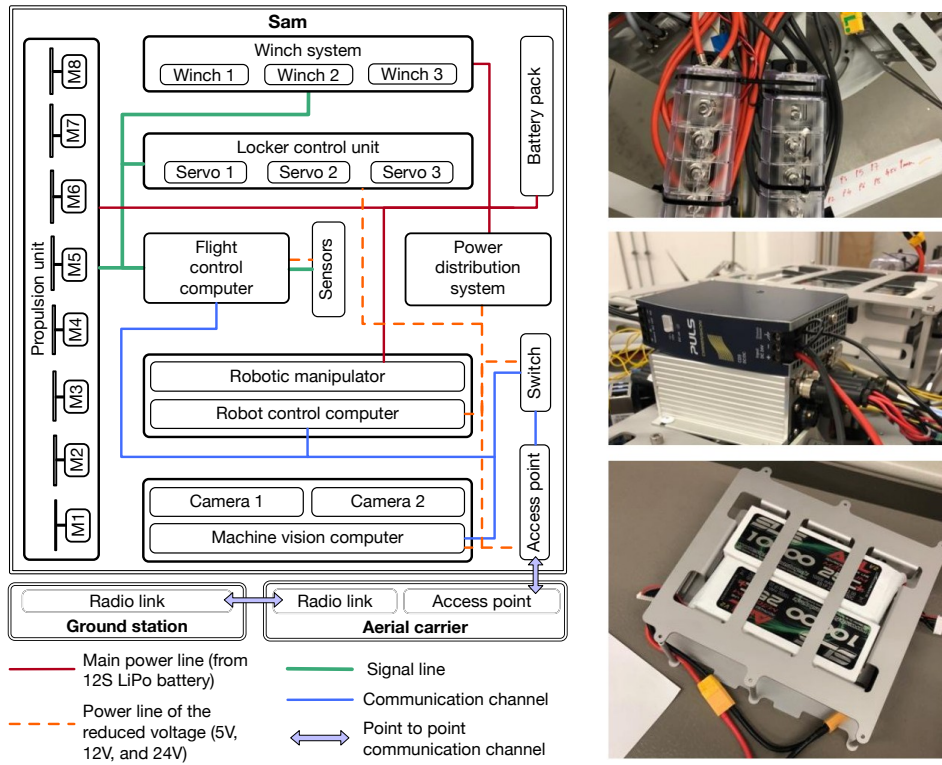 Sam
Winch system
Winch 1 Winch 2 Winch 3
Battery pack
M8
M7
M6
M5
M4
M3
M2
M1
Propulsion unit
Locker control unit
Servo 1 Servo 2 Servo 3
Flight
control
computer
Sensors
Power
distribution
system
Switch
Robotic manipulator
Robot control computer
Access point
Camera 1 Camera 2
Machine vision computer
Radio link
Ground station
Radio link Access point
Aerial carrier
Main power line (from
12S LiPo battery)
Power line of the
reduced voltage (5V,
12V, and 24V)
Signal line
Communication channel
Point to point
communication channel
PULS